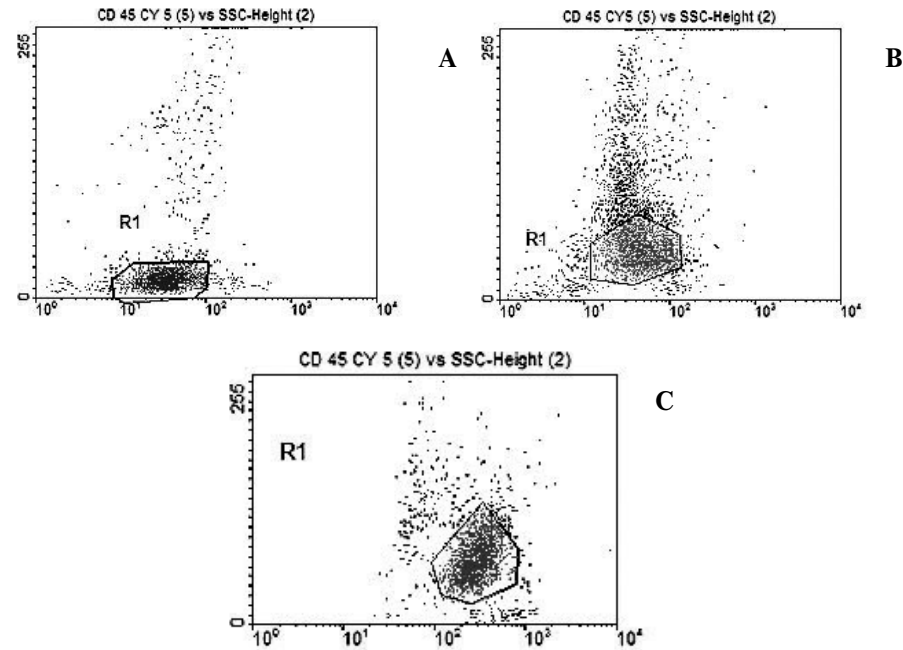 CD 45 CY 5 (5) vs SSC-Height (2)
255
A
R1
0
10⁰ 10¹ 10² 10³ 10⁴
CD 45 CY5 (5) vs SSC-Height (2)
255
B
R1
0
10⁰ 10¹ 10² 10³ 10⁴
CD 45 CY 5 (5) vs SSC-Height (2)
255
C
R1
0
10⁰ 10¹ 10² 10³ 10⁴